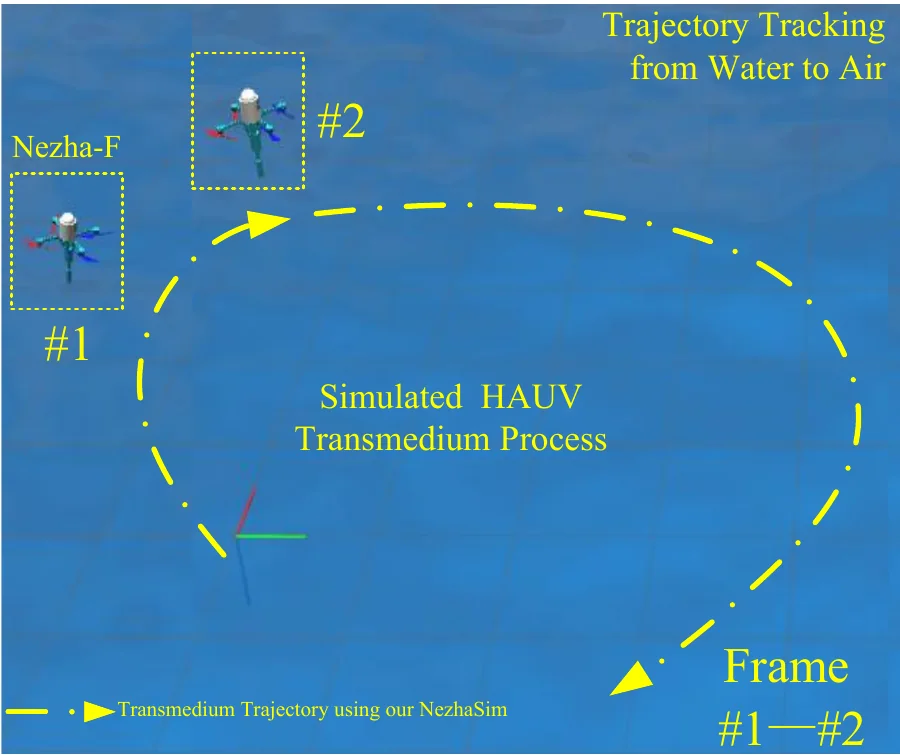 Trajectory Tracking
from Water to Air
#2
Nezha-F
#1
Simulated HAUV
Transmedium Process
Frame
#1—#2
Transmedium Trajectory using our NezhaSim